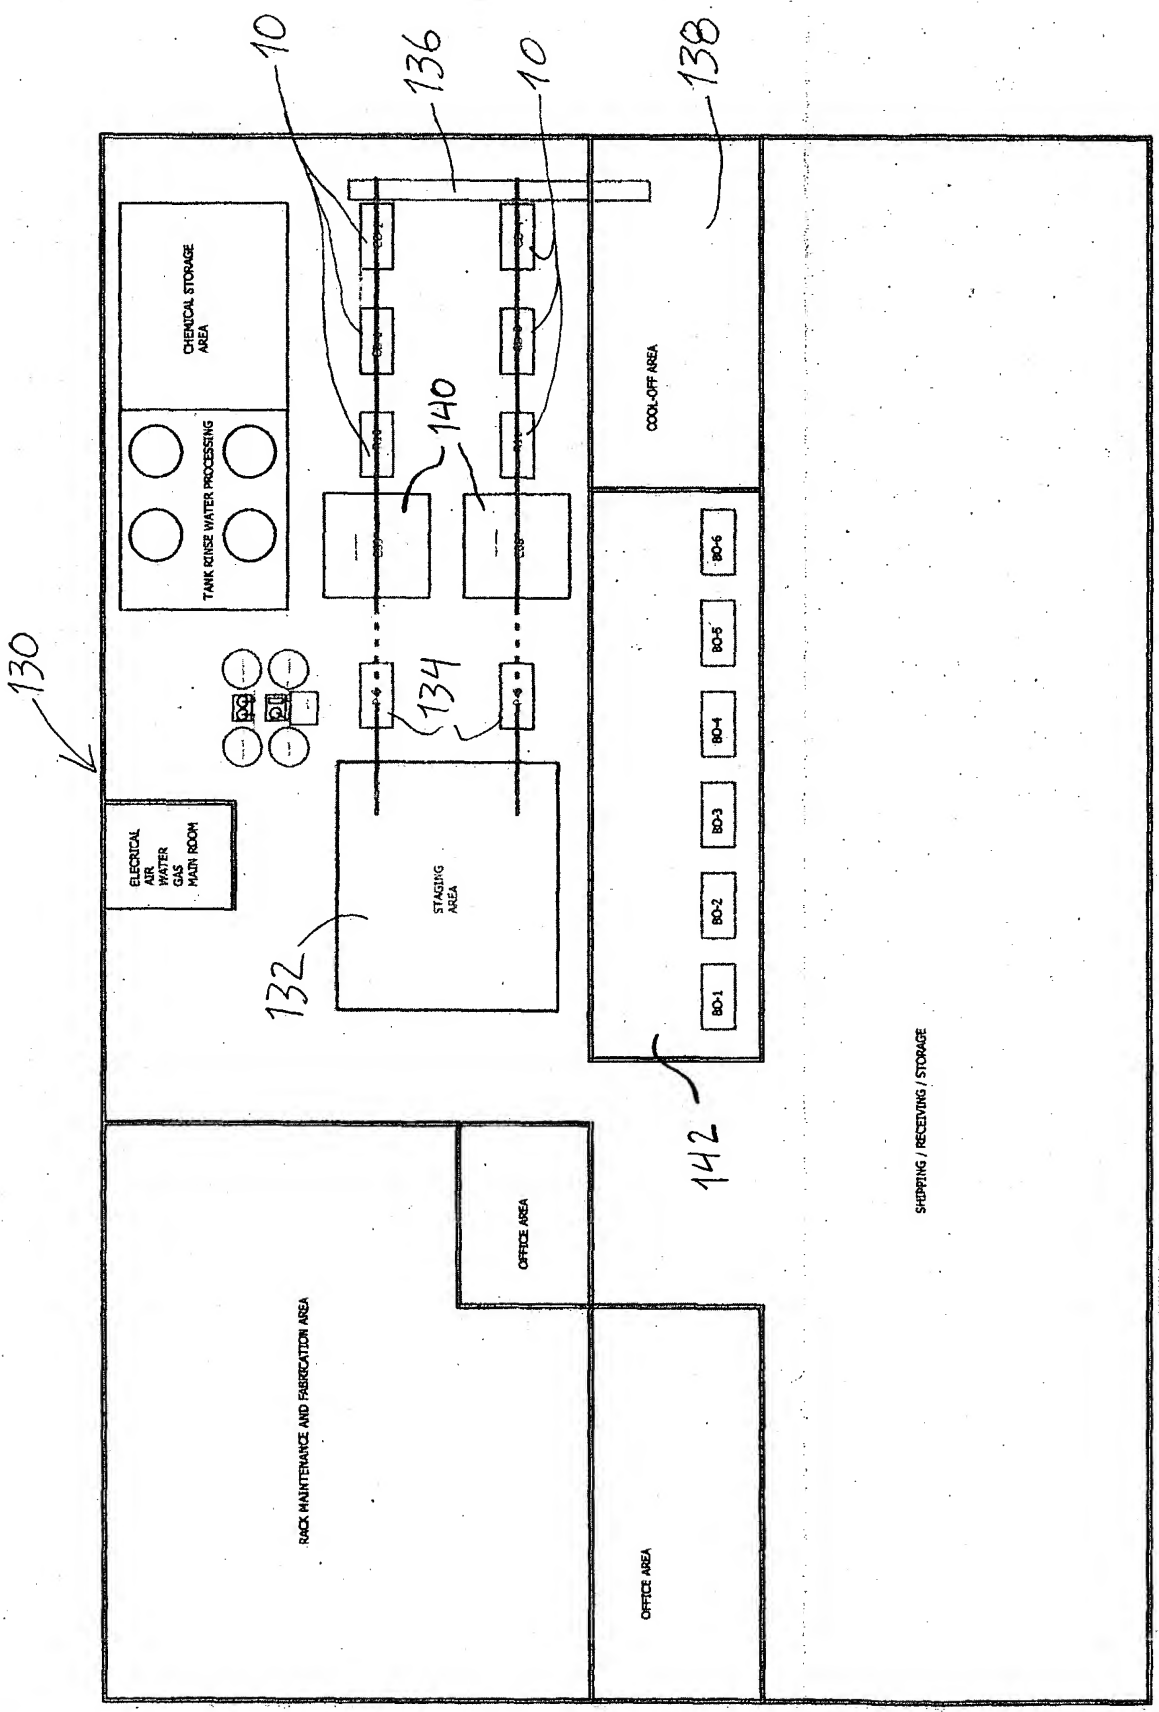 130
10
136
10
138
CHEMICAL STORAGE
AREA
TANK RINSE WATER PROCESSING
140
134
ELECRICAL
AIR
WATER
GAS
MAIN ROOM
132
STAGING
AREA
COOL-OFF AREA
BO-6
BO-5
BO-4
BO-3
BO-2
BO-1
142
RACK MAINTENANCE AND FABRICATION AREA
OFFICE AREA
OFFICE AREA
SHIPPING / RECEIVING / STORAGE